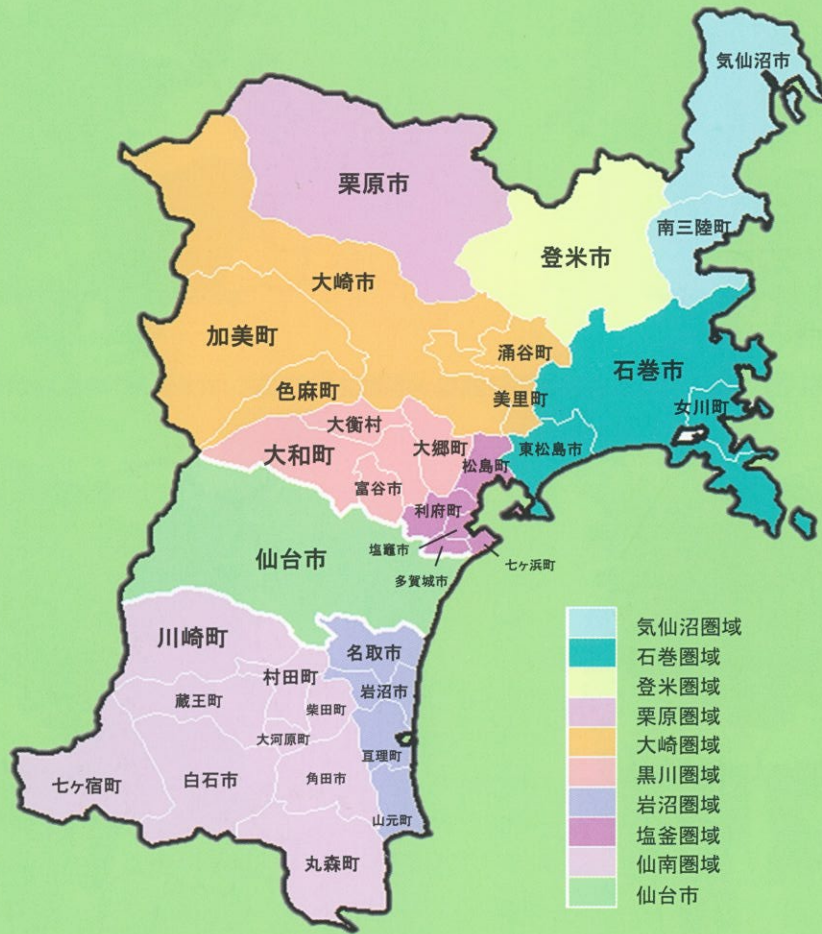 気仙沼市
栗原市
南三陸町
登米市
大崎市
加美町
涌谷町
石巻市
色麻町
美里町
女川町
大衡村
大郷町
東松島市
大和町
松島町
富谷市
利府町
塩竈市
仙台市
七ヶ浜町
多賀城市
川崎町
名取市
村田町
岩沼市
蔵王町
柴田町
大河原町
亘理町
七ヶ宿町
白石市
角田市
山元町
丸森町
気仙沼圏域
石巻圏域
登米圏域
栗原圏域
大崎圏域
黒川圏域
岩沼圏域
塩釜圏域
仙南圏域
仙台市